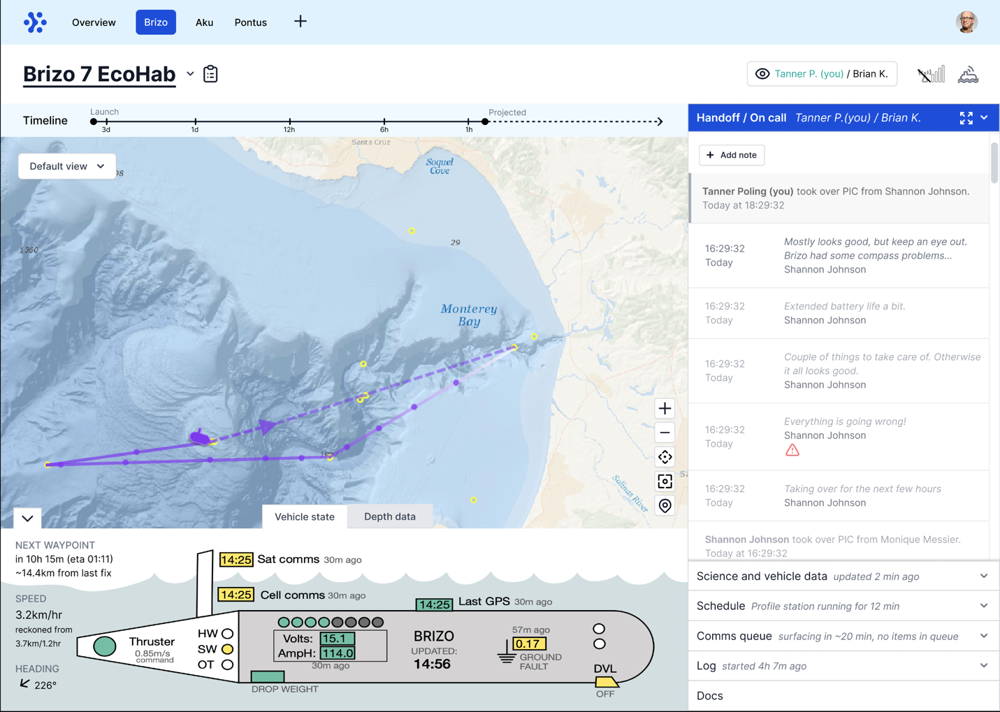 Overview
Brizo
Aku
Pontus
Brizo 7 EcoHab
Tanner P. (you) / Brian K.
Timeline
Launch
3d
1d
12h
6h
1h
Projected
Default view
98
Santa Cruz
Soquel
Cove
1360
29
Monterey
Bay
Salinas River
Vehicle state
Depth data
NEXT WAYPOINT
in 10h 15m (eta 01:11)
~14.4km from last fix
SPEED
3.2km/hr
reckoned from
3.7km/1.2hr
HEADING
226°
14:25 Sat comms 30m ago
14:25 Cell comms 30m ago
14:25 Last GPS 30m ago
Thruster
0.85m/s
command
HW
SW
OT
Volts: 15.1
AmpH: 114.0
30m ago
DROP WEIGHT
BRIZO
UPDATED:
14:56
57m ago
0.17
GROUND
FAULT
DVL
OFF
Handoff / On call Tanner P.(you) / Brian K.
Add note
Tanner Poling (you) took over PIC from Shannon Johnson.
Today at 18:29:32
16:29:32
Today
Mostly looks good, but keep an eye out.
Brizo had some compass problems...
Shannon Johnson
16:29:32
Today
Extended battery life a bit.
Shannon Johnson
16:29:32
Today
Couple of things to take care of. Otherwise
it all looks good.
Shannon Johnson
16:29:32
Today
Everything is going wrong!
Shannon Johnson
16:29:32
Today
Taking over for the next few hours
Shannon Johnson
Shannon Johnson took over PIC from Monique Messier.
Today at 16:29:32
Science and vehicle data updated 2 min ago
Schedule Profile station running for 12 min
Comms queue surfacing in ~20 min, no items in queue
Log started 4h 7m ago
Docs